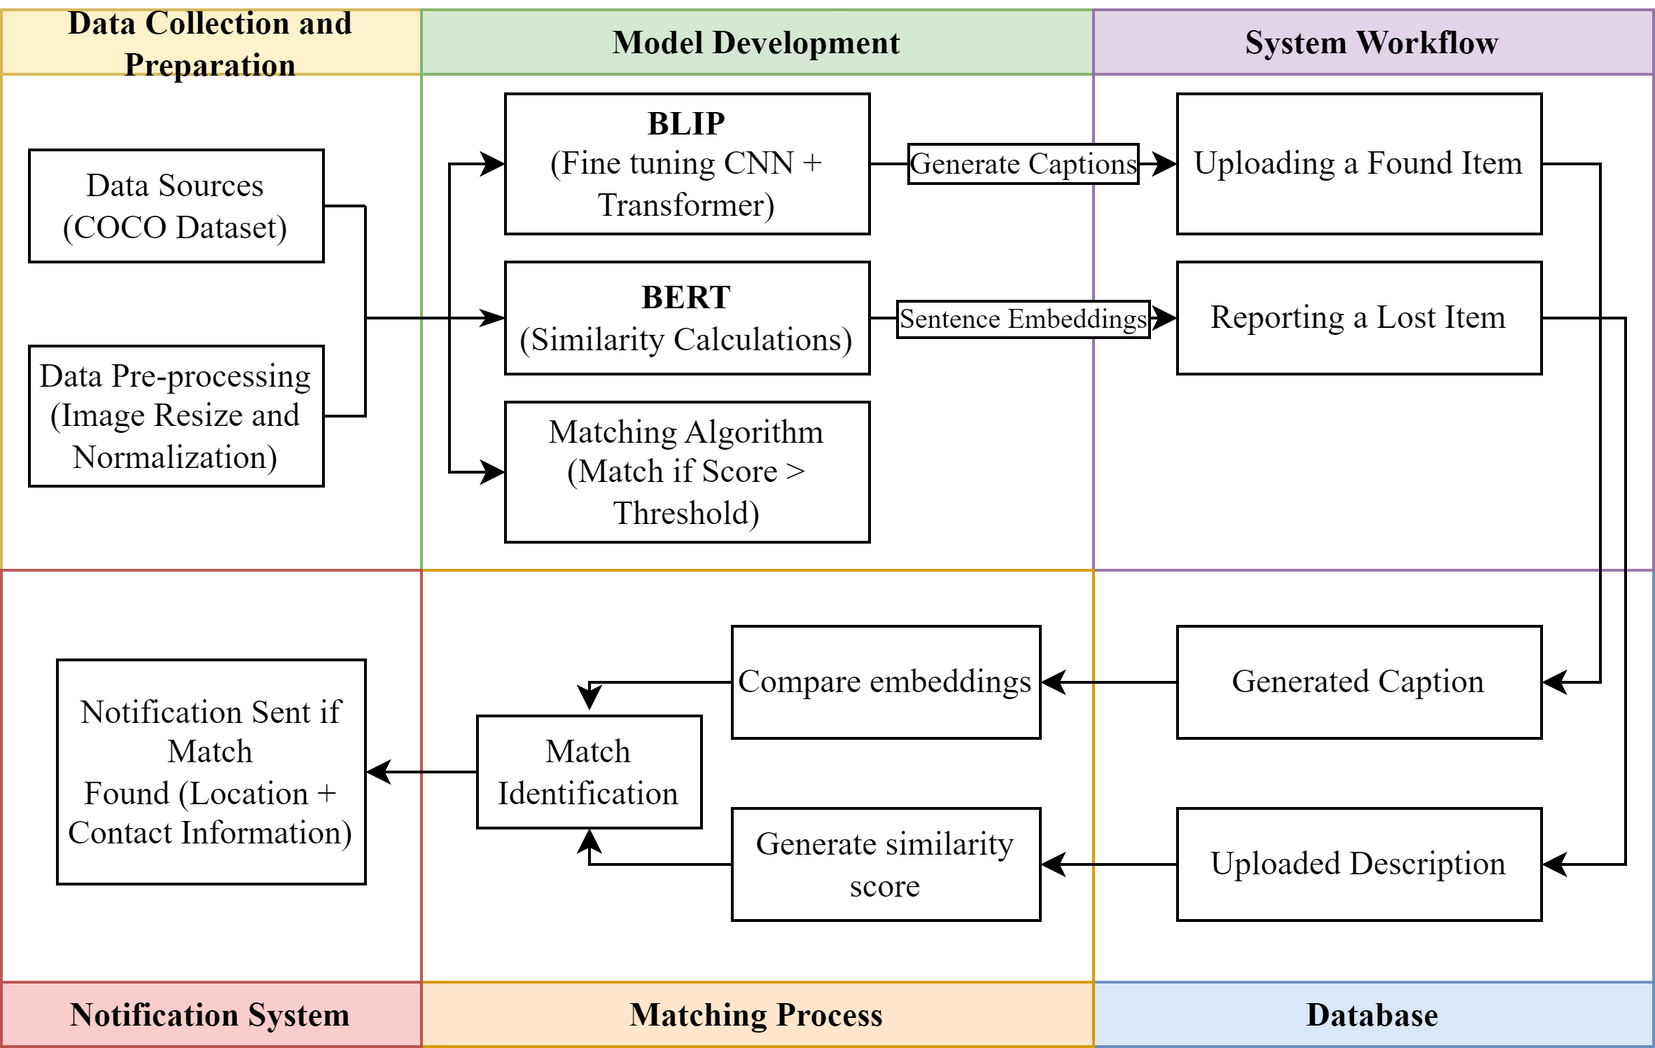 Data Collection and
Preparation
Model Development
System Workflow
Data Sources
(COCO Dataset)
Data Pre-processing
(Image Resize and
Normalization)
BLIP
(Fine tuning CNN +
Transformer)
Generate Captions
Uploading a Found Item
BERT
(Similarity Calculations)
Sentence Embeddings
Reporting a Lost Item
Matching Algorithm
(Match if Score >
Threshold)
Notification Sent if
Match
Found (Location +
Contact Information)
Match
Identification
Compare embeddings
Generated Caption
Generate similarity
score
Uploaded Description
Notification System
Matching Process
Database